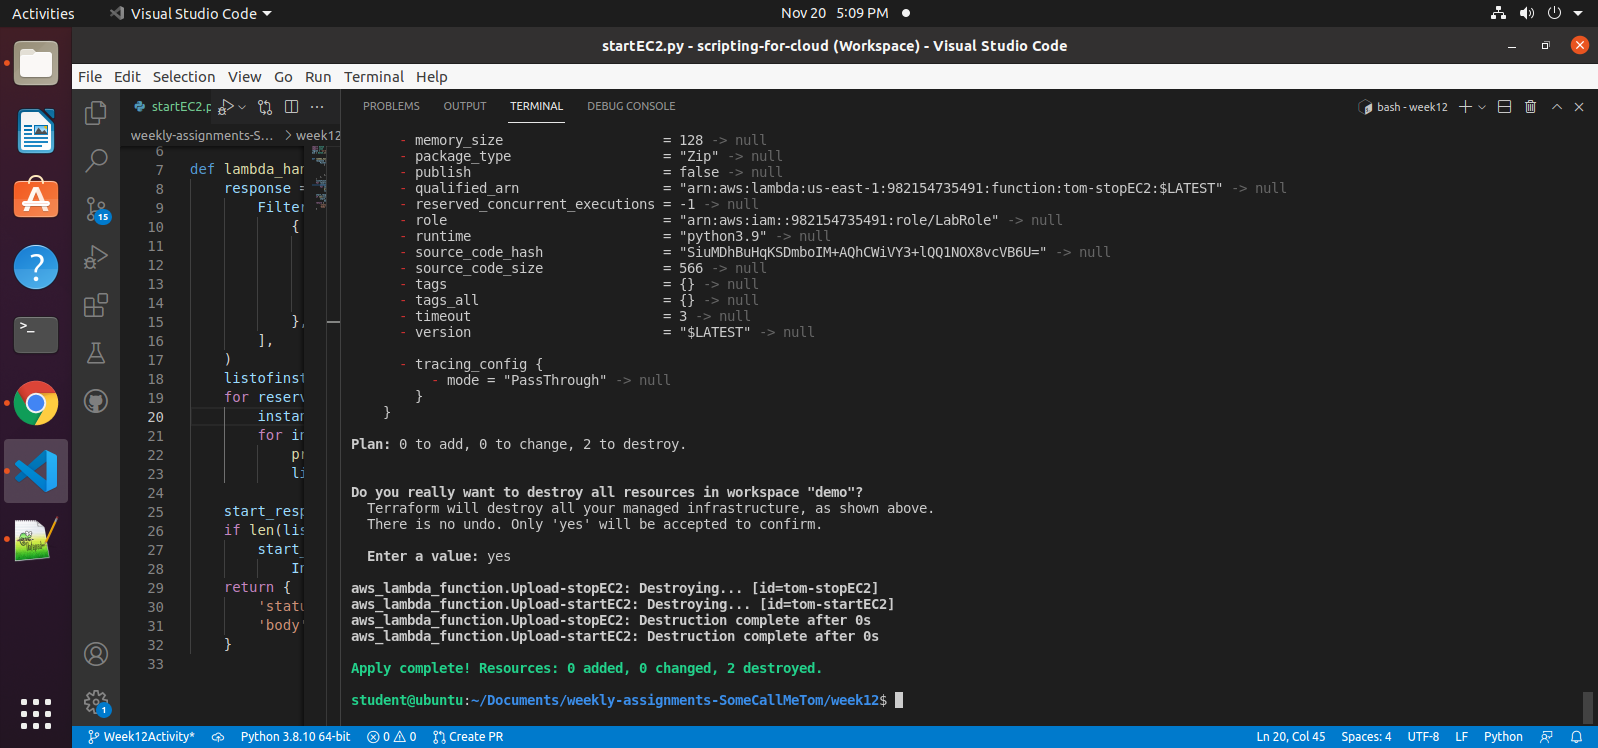 Activities
Visual Studio Code
Nov 20 5:09 PM
startEC2.py - scripting-for-cloud (Workspace) - Visual Studio Code
File Edit Selection View Go Run Terminal Help
startEC2.p
PROBLEMS OUTPUT TERMINAL DEBUG CONSOLE
bash - week12
weekly-assignments-S... > week12
6
7 def lambda_han
8 response =
9 Filter
10 {
11
12
13
14
15 },
16 ],
17 )
18 listofinst
19 for reserv
20 instan
21 for in
22 pr
23 li
24
25 start_resp
26 if len(lis
27 start_
28 In
29 return {
30 'statu
31 'body'
32 }
33
- memory_size = 128 -> null
- package_type = "Zip" -> null
- publish = false -> null
- qualified_arn = "arn:aws:lambda:us-east-1:982154735491:function:tom-stopEC2:$LATEST" -> null
- reserved_concurrent_executions = -1 -> null
- role = "arn:aws:iam::982154735491:role/LabRole" -> null
- runtime = "python3.9" -> null
- source_code_hash = "SiuMDhBuHqKSDmboIM+AQhCWiVY3+lQQ1NOX8vcVB6U=" -> null
- source_code_size = 566 -> null
- tags = {} -> null
- tags_all = {} -> null
- timeout = 3 -> null
- version = "$LATEST" -> null
- tracing_config {
- mode = "PassThrough" -> null
}
}
Plan: 0 to add, 0 to change, 2 to destroy.
Do you really want to destroy all resources in workspace "demo"?
Terraform will destroy all your managed infrastructure, as shown above.
There is no undo. Only 'yes' will be accepted to confirm.
Enter a value: yes
aws_lambda_function.Upload-stopEC2: Destroying... [id=tom-stopEC2]
aws_lambda_function.Upload-startEC2: Destroying... [id=tom-startEC2]
aws_lambda_function.Upload-stopEC2: Destruction complete after 0s
aws_lambda_function.Upload-startEC2: Destruction complete after 0s
Apply complete! Resources: 0 added, 0 changed, 2 destroyed.
student@ubuntu:~/Documents/weekly-assignments-SomeCallMeTom/week12$
15
1
Week12Activity* Python 3.8.10 64-bit 0 0 Create PR Ln 20, Col 45 Spaces: 4 UTF-8 LF Python